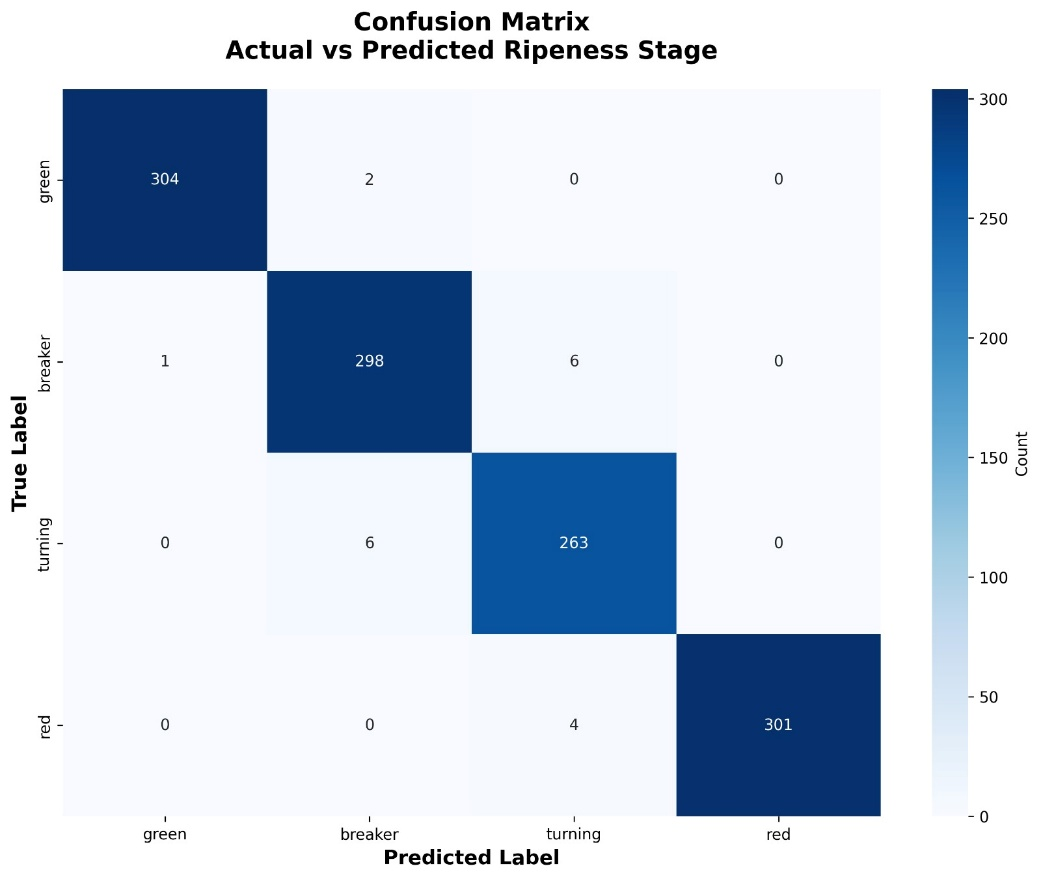 Confusion Matrix
Actual vs Predicted Ripeness Stage
True Label
green
304 2 0 0
breaker
1 298 6 0
turning
0 6 263 0
red
0 0 4 301
green breaker turning red
Predicted Label
300
250
200
150
100
50
0
Count